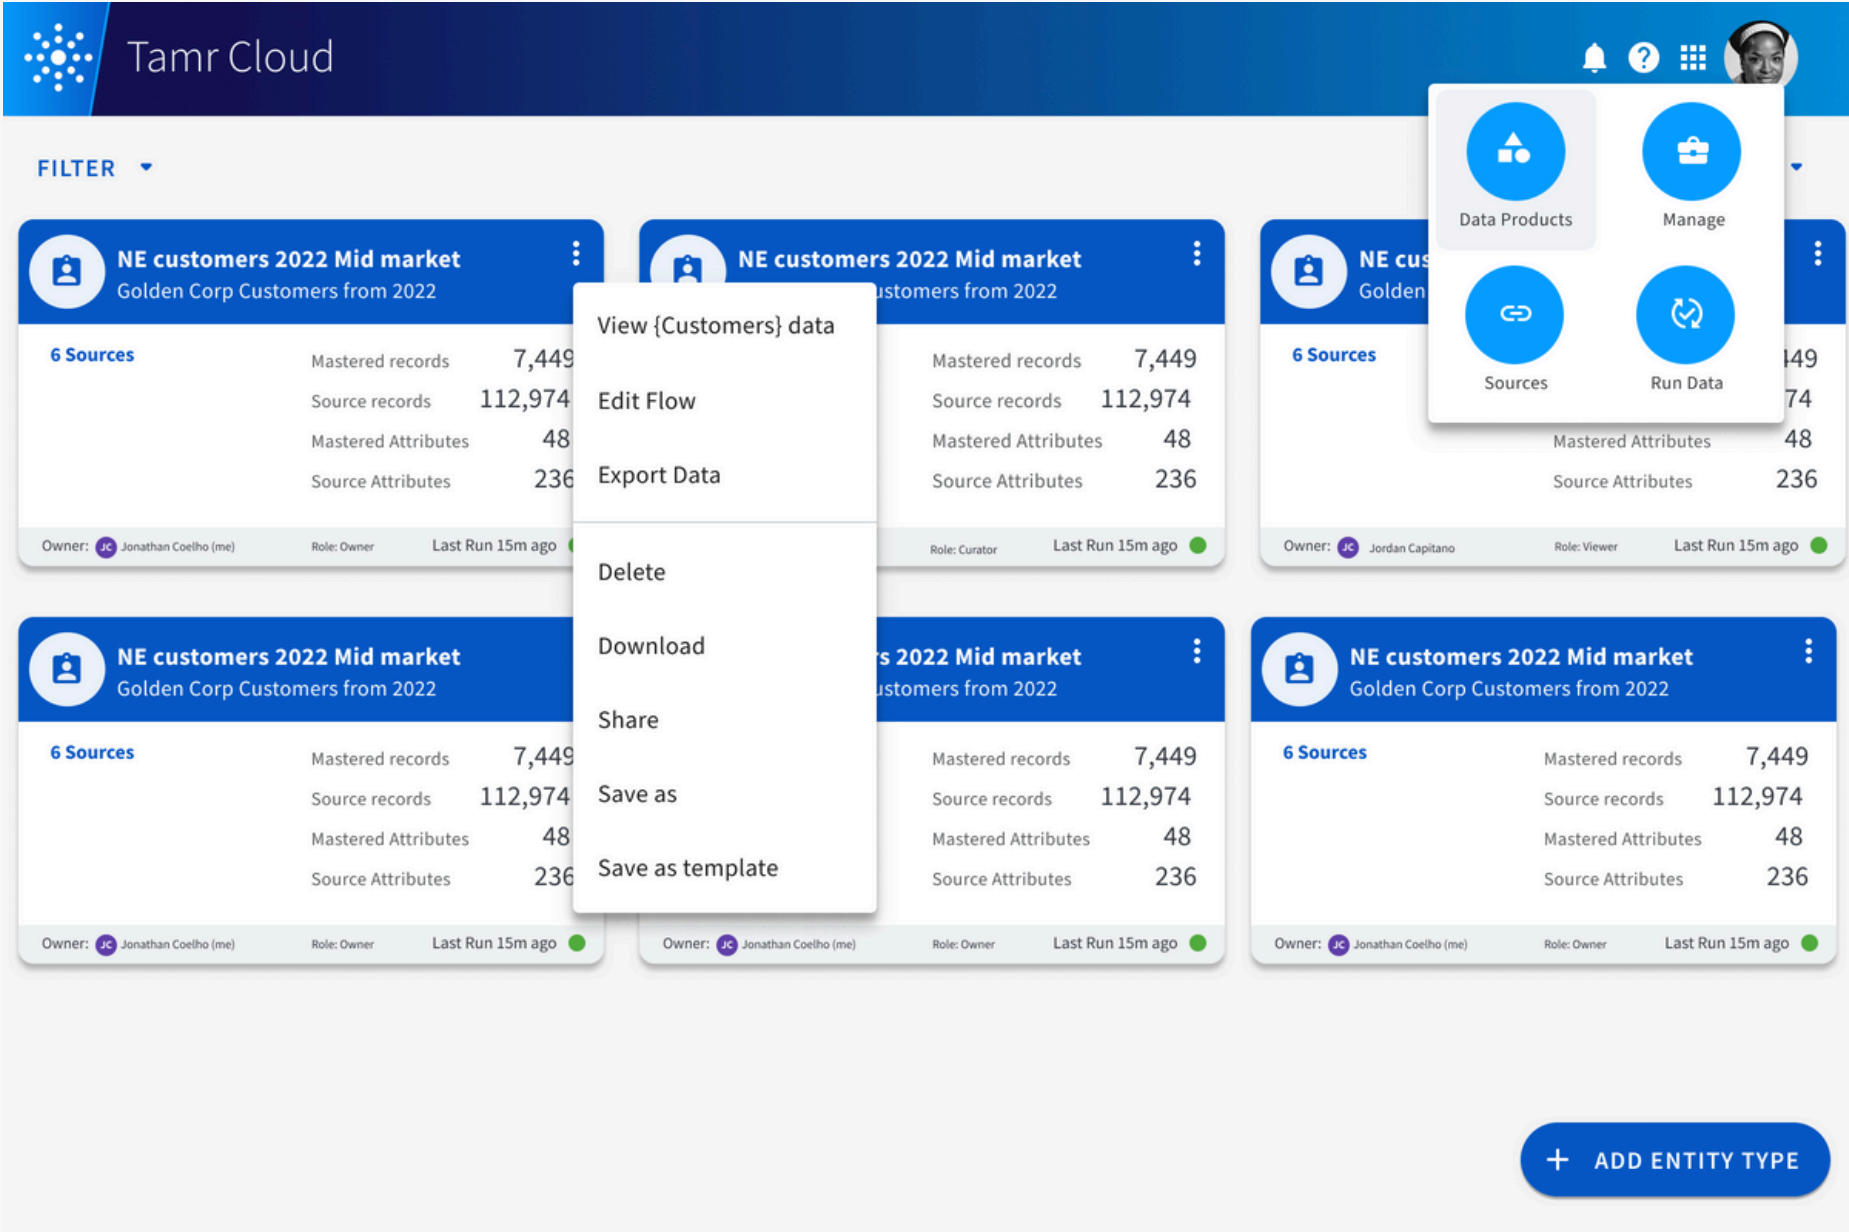 Tamr Cloud
FILTER
Data Products
Manage
Sources
Run Data
NE customers 2022 Mid market
Golden Corp Customers from 2022
6 Sources
Mastered records 7,449
Source records 112,974
Mastered Attributes 48
Source Attributes 236
Owner: JC Jonathan Coelho (me) Role: Owner Last Run 15m ago
View {Customers} data
Edit Flow
Export Data
Delete
Download
Share
Save as
Save as template
NE customers 2022 Mid market
from 2022
Mastered records 7,449
Source records 112,974
Mastered Attributes 48
Source Attributes 236
Role: Curator Last Run 15m ago
NE
Golden
6 Sources
Mastered Attributes 48
Source Attributes 236
Owner: JC Jordan Capitano Role: Viewer Last Run 15m ago
NE customers 2022 Mid market
Golden Corp Customers from 2022
6 Sources
Mastered records 7,449
Source records 112,974
Mastered Attributes 48
Source Attributes 236
Owner: JC Jonathan Coelho (me) Role: Owner Last Run 15m ago
2022 Mid market
from 2022
Mastered records 7,449
Source records 112,974
Mastered Attributes 48
Source Attributes 236
Owner: JC Jonathan Coelho (me) Role: Owner Last Run 15m ago
NE customers 2022 Mid market
Golden Corp Customers from 2022
6 Sources
Mastered records 7,449
Source records 112,974
Mastered Attributes 48
Source Attributes 236
Owner: JC Jonathan Coelho (me) Role: Owner Last Run 15m ago
+ ADD ENTITY TYPE